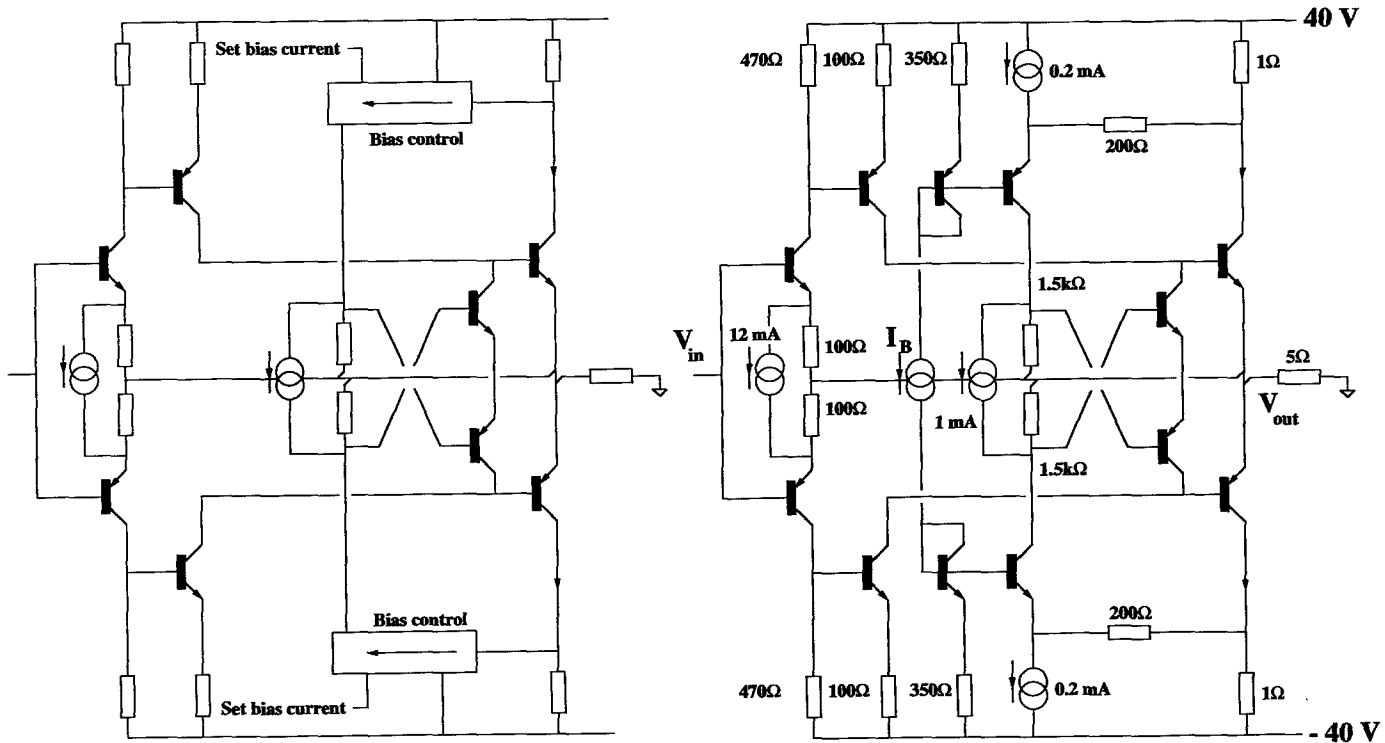 Set bias current
Bias control
Bias control
Set bias current
40 V
470Ω
100Ω
350Ω
0.2 mA
1Ω
200Ω
1.5kΩ
V in
12 mA
100Ω
I B
5Ω
100Ω
1 mA
V out
1.5kΩ
200Ω
470Ω
100Ω
350Ω
0.2 mA
1Ω
- 40 V